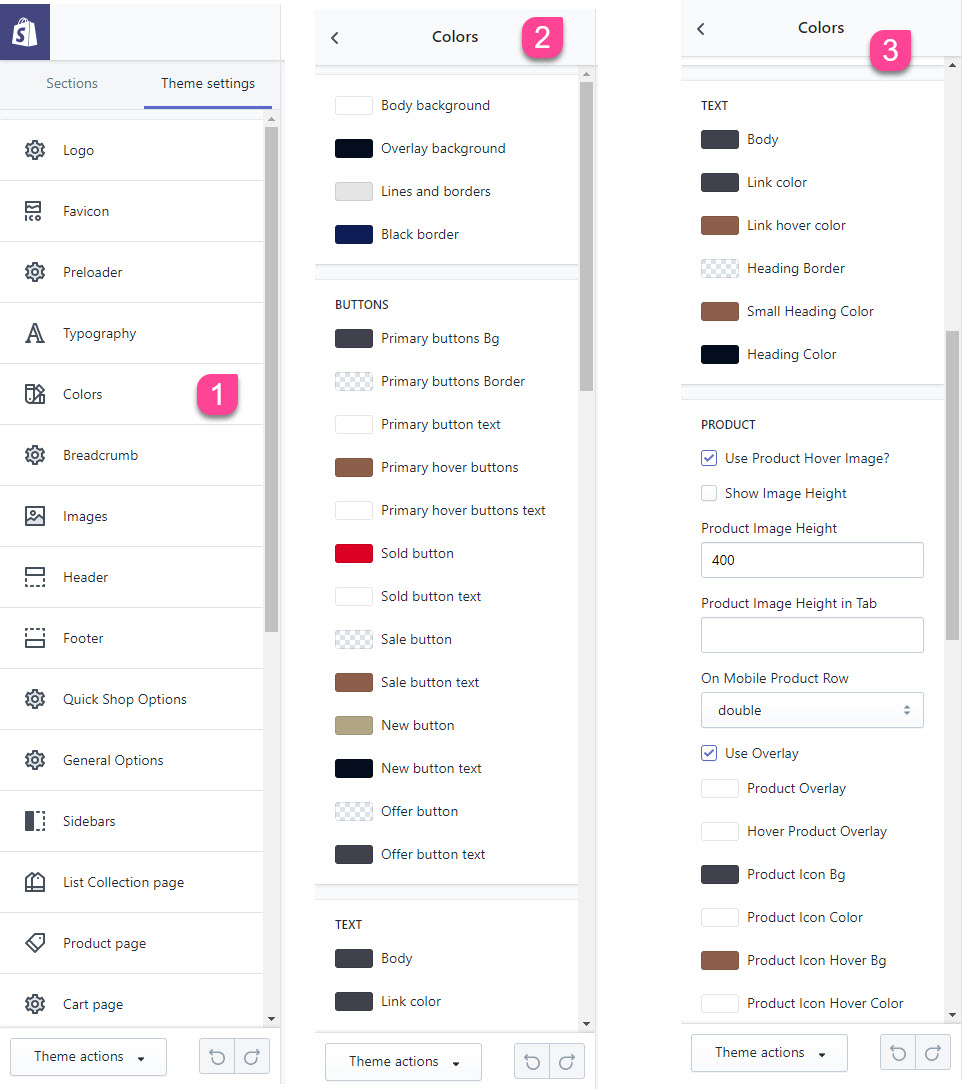 Sections
Theme settings
Logo
ICO
Favicon
Preloader
Typography
Colors
1
Breadcrumb
Images
Header
Footer
Quick Shop Options
General Options
Sidebars
List Collection page
Product page
Cart page
Theme actions
Colors
2
Body background
Overlay background
Lines and borders
Black border
BUTTONS
Primary buttons Bg
Primary buttons Border
Primary button text
Primary hover buttons
Primary hover buttons text
Sold button
Sold button text
Sale button
Sale button text
New button
New button text
Offer button
Offer button text
TEXT
Body
Link color
Theme actions
Colors
3
TEXT
Body
Link color
Link hover color
Heading Border
Small Heading Color
Heading Color
PRODUCT
Use Product Hover Image?
Show Image Height
Product Image Height
400
Product Image Height in Tab
On Mobile Product Row
double
Use Overlay
Product Overlay
Hover Product Overlay
Product Icon Bg
Product Icon Color
Product Icon Hover Bg
Product Icon Hover Color
Theme actions